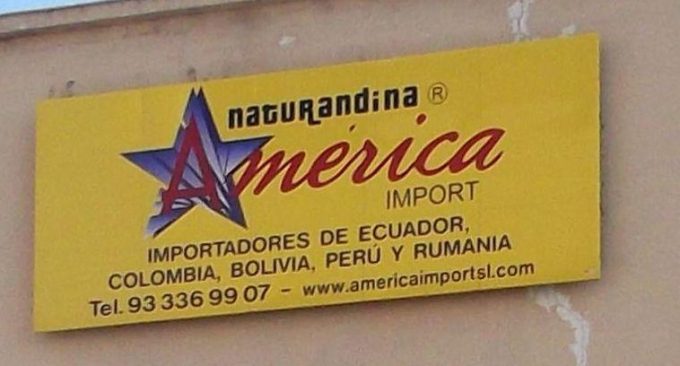 natuRandina ®
América
IMPORT
IMPORTADORES DE ECUADOR,
COLOMBIA, BOLIVIA, PERÚ Y RUMANIA
Tel. 93 336 99 07 - www.americaimportsl.com